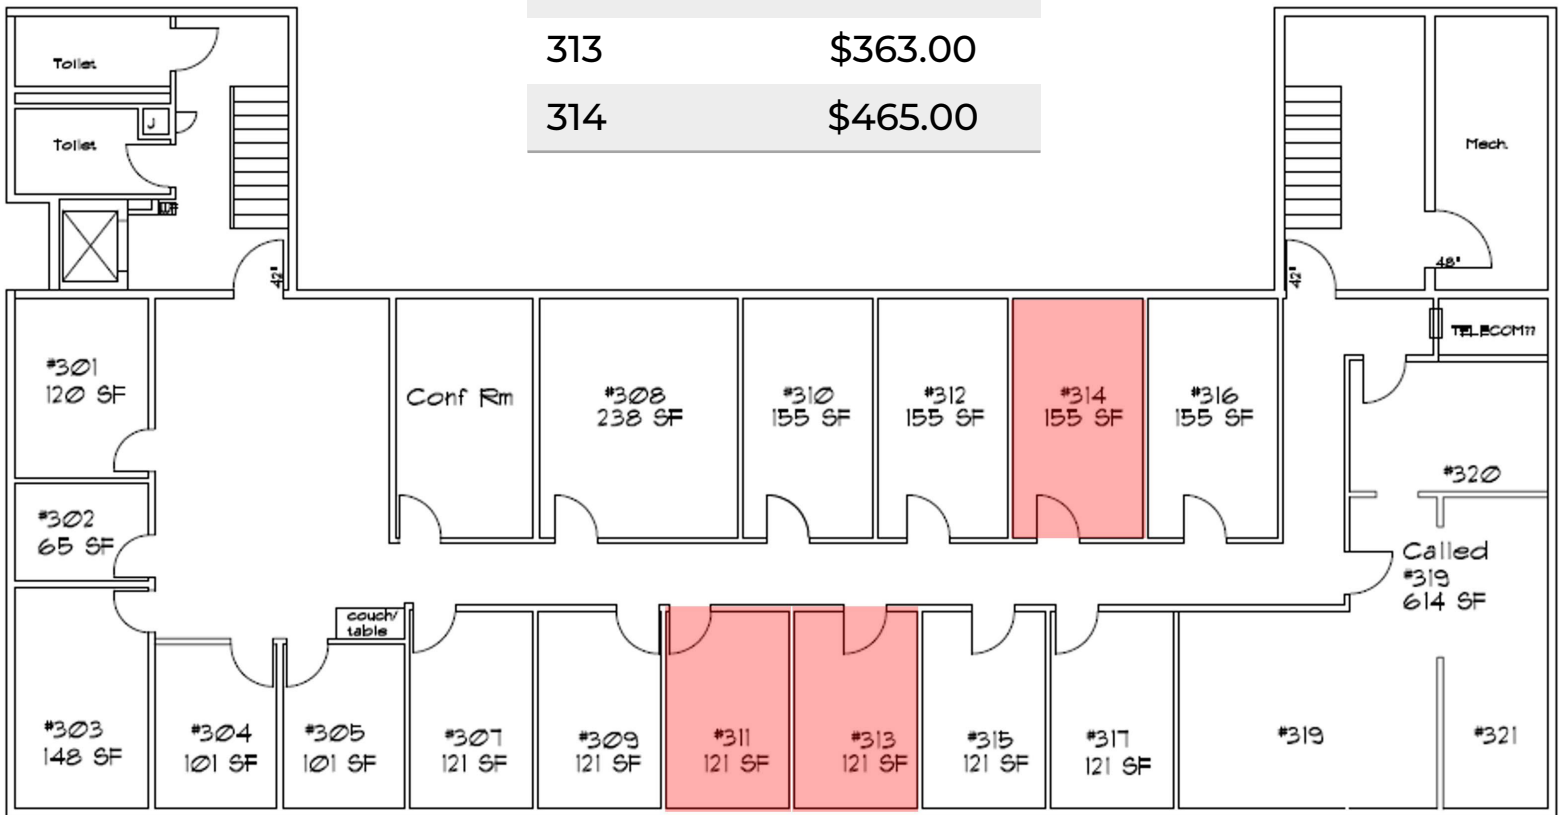 313 $363.00
314 $465.00
Toilet
J
Toilet
42"
Mech.
48"
42"
TELECOM??
#301
120 SF
Conf Rm
#308
238 SF
#310
155 SF
#312
155 SF
#314
155 SF
#316
155 SF
#320
#302
65 SF
Called
#319
614 SF
couch/
table
#303
148 SF
#304
101 SF
#305
101 SF
#307
121 SF
#309
121 SF
#311
121 SF
#313
121 SF
#315
121 SF
#317
121 SF
#319
#321